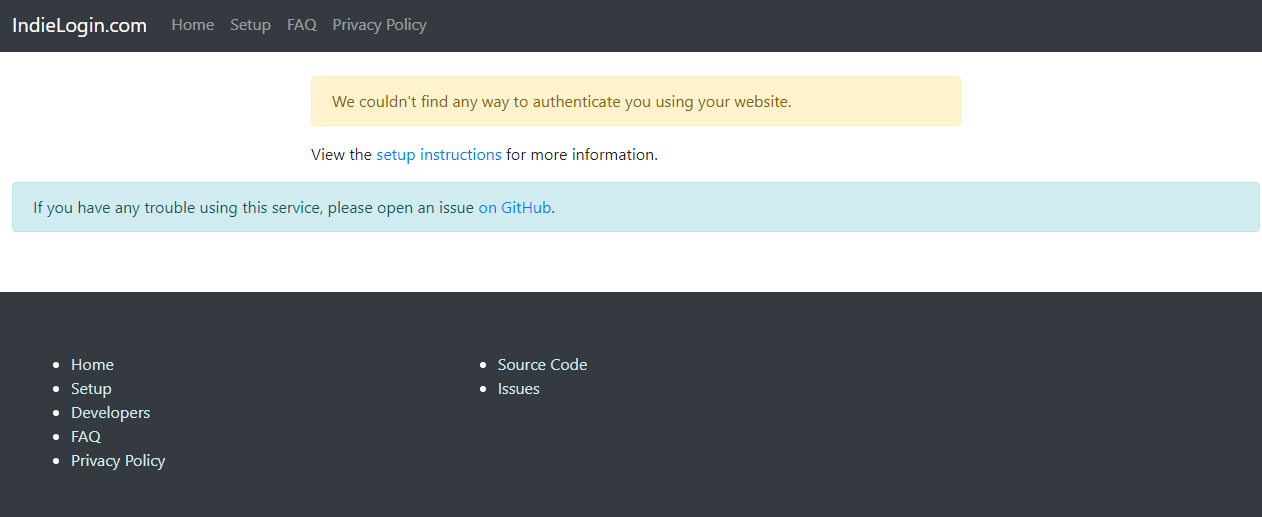 IndieLogin.com Home Setup FAQ Privacy Policy
We couldn't find any way to authenticate you using your website.
View the setup instructions for more information.
If you have any trouble using this service, please open an issue on GitHub.
Home
Setup
Developers
FAQ
Privacy Policy
Source Code
Issues